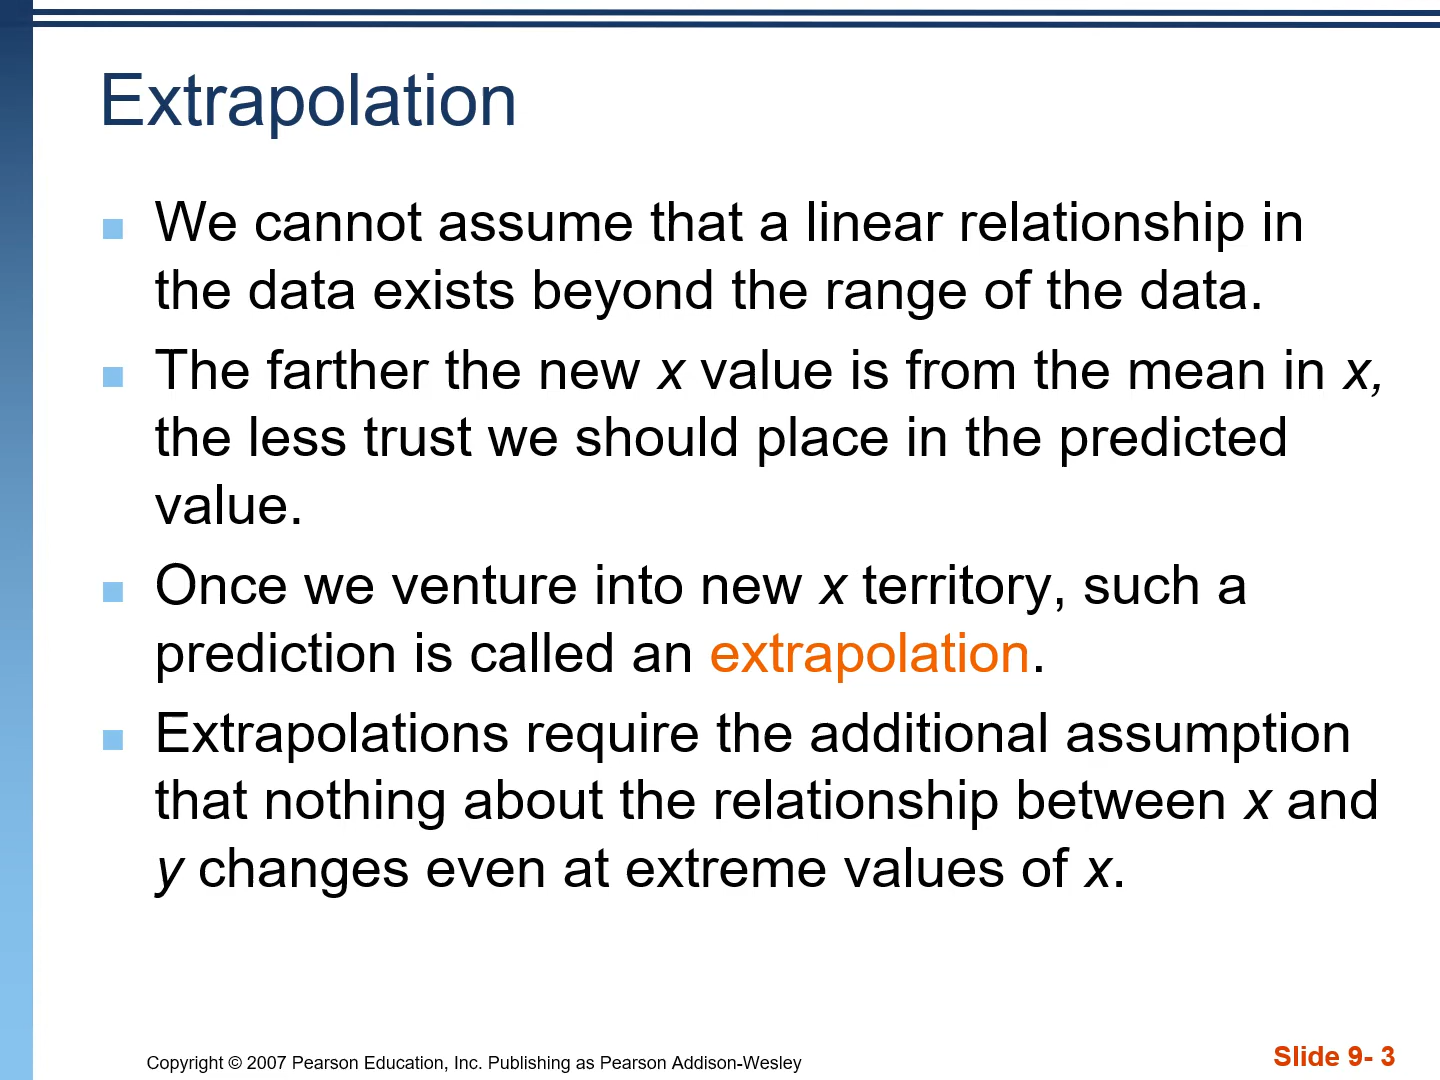 Extrapolation
We cannot assume that a linear relationship in
the data exists beyond the range of the data.
The farther the new x value is from the mean in x,
the less trust we should place in the predicted
value.
Once we venture into new x territory, such a
prediction is called an extrapolation.
Extrapolations require the additional assumption
that nothing about the relationship between x and
y changes even at extreme values of x.
Copyright © 2007 Pearson Education, Inc. Publishing as Pearson Addison-Wesley
Slide 9- 3